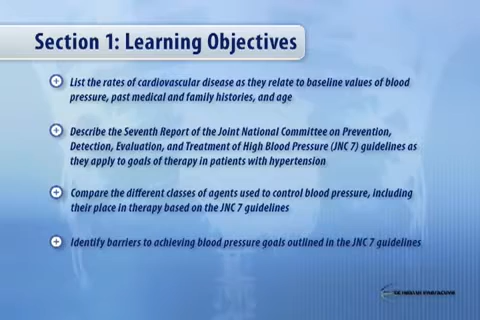 Section 1: Learning Objectives
List the rates of cardiovascular disease as they relate to baseline values of blood
pressure, past medical and family histories, and age
Describe the Seventh Report of the Joint National Committee on Prevention,
Detection, Evaluation, and Treatment of High Blood Pressure (JNC 7) guidelines as
they apply to goals of therapy in patients with hypertension
Compare the different classes of agents used to control blood pressure, including
their place in therapy based on the JNC 7 guidelines
Identify barriers to achieving blood pressure goals outlined in the JNC 7 guidelines